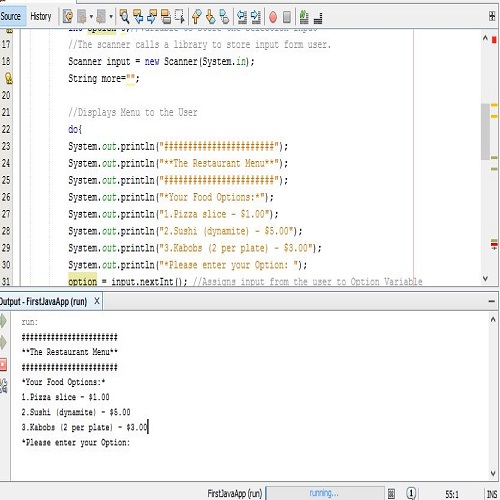 Source History
int option = 0;//Variable to store the selection input
17 //The scanner calls a library to store input form user.
18 Scanner input = new Scanner(System.in);
String more="";
20
21 //Displays Menu to the User
22 do{
23 System.out.println("#######################");
24 System.out.println("**The Restaurant Menu**");
25 System.out.println("#######################");
26 System.out.println("*Your Food Options:*");
27 System.out.println("1.Pizza slice - $1.00");
28 System.out.println("2.Sushi (dynamite) - $5.00");
29 System.out.println("3.Kabobs (2 per plate) - $3.00");
30 System.out.println("*Please enter your Option: ");
31 option = input.nextInt(); //Assigns input from the user to Option Variable
Output - FirstJavaApp (run) X
run:
#######################
**The Restaurant Menu**
#######################
*Your Food Options:*
1.Pizza slice - $1.00
2.Sushi (dynamite) - $5.00
3.Kabobs (2 per plate) - $3.00
*Please enter your Option:
FirstJavaApp (run) running... 1 55:1 INS